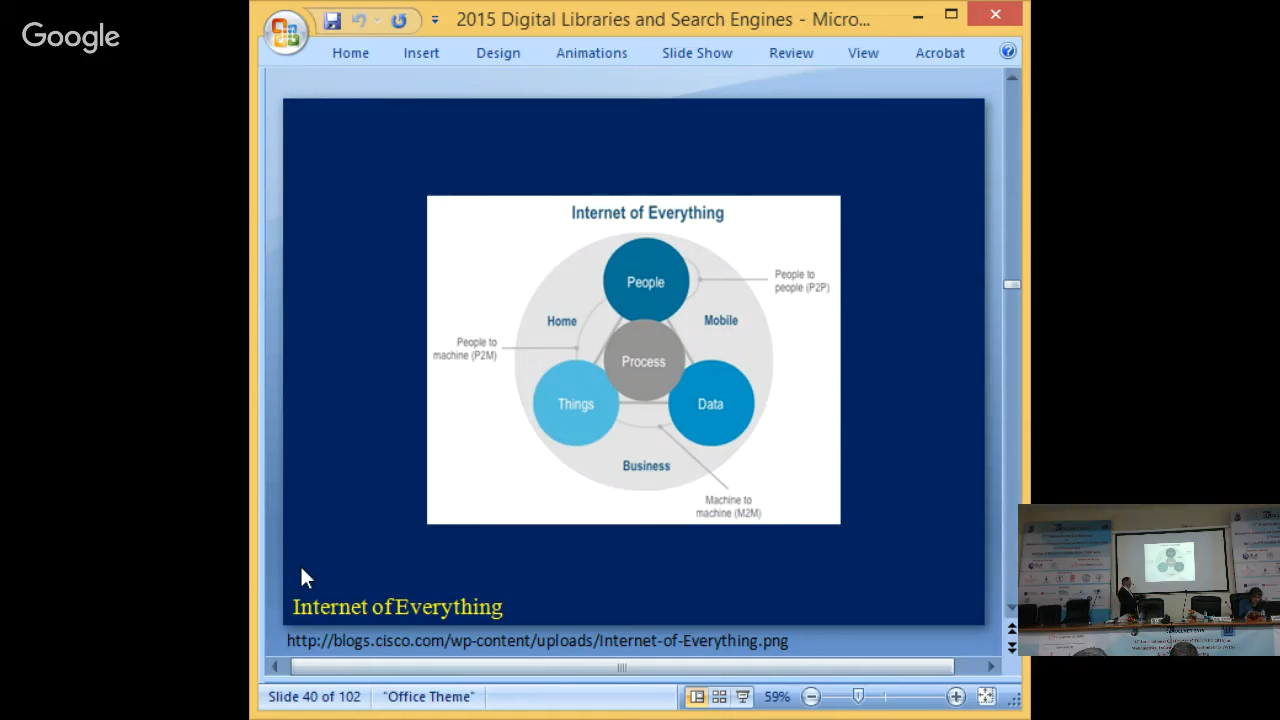 Google
2015 Digital Libraries and Search Engines - Micro...
Home Insert Design Animations Slide Show Review View Acrobat
Internet of Everything
People
People to
people (P2P)
Home
Mobile
People to
machine (P2M)
Process
Things
Data
Business
Machine to
machine (M2M)
Internet of Everything
http://blogs.cisco.com/wp-content/uploads/Internet-of-Everything.png
Slide 40 of 102 "Office Theme" 59%